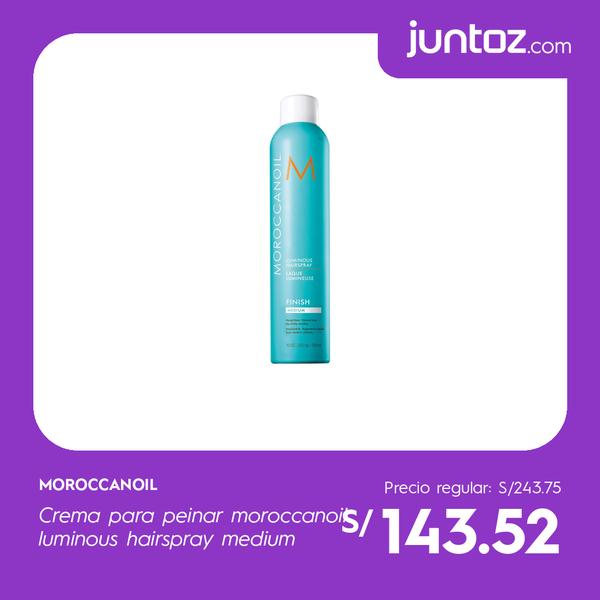 juntoz.com
MOROCCANOIL
M
LUMINOUS
HAIRSPRAY
LAQUE
LUMINEUSE
FINISH
MEDIUM
MOROCCANOIL
Precio regular: S/243.75
Crema para peinar moroccanoil
luminous hairspray medium
S/ 143.52